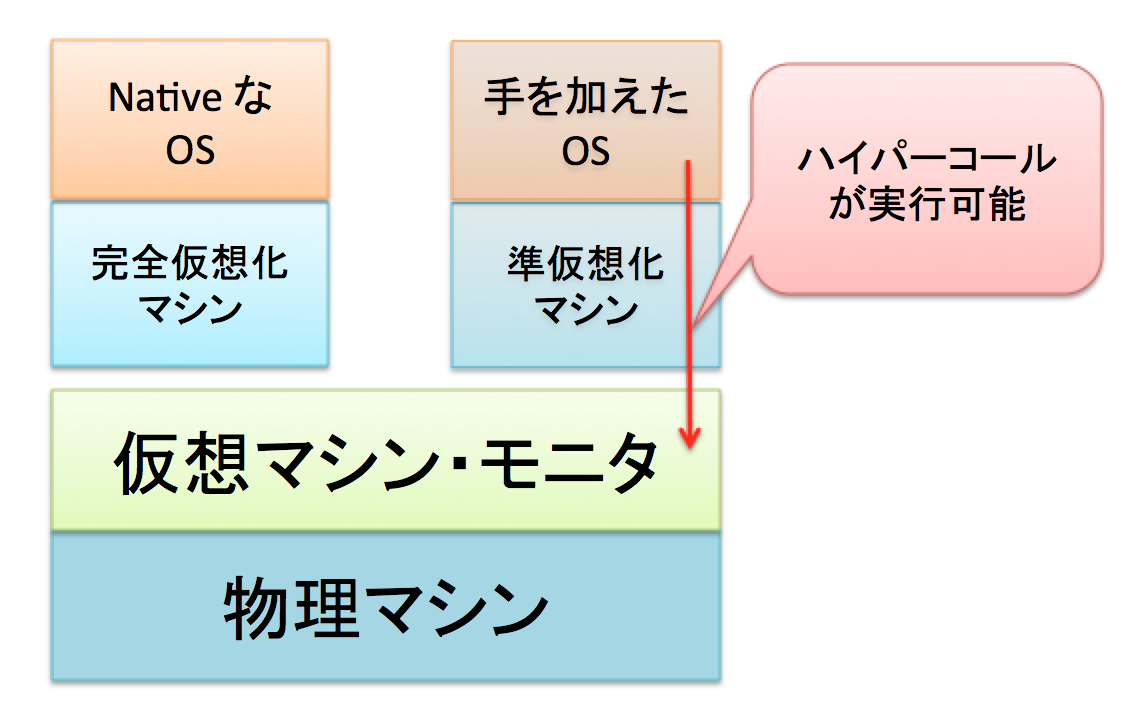 Native な
OS
手を加えた
OS
ハイパーコール
が実行可能
完全仮想化
マシン
準仮想化
マシン
仮想マシン・モニタ
物理マシン